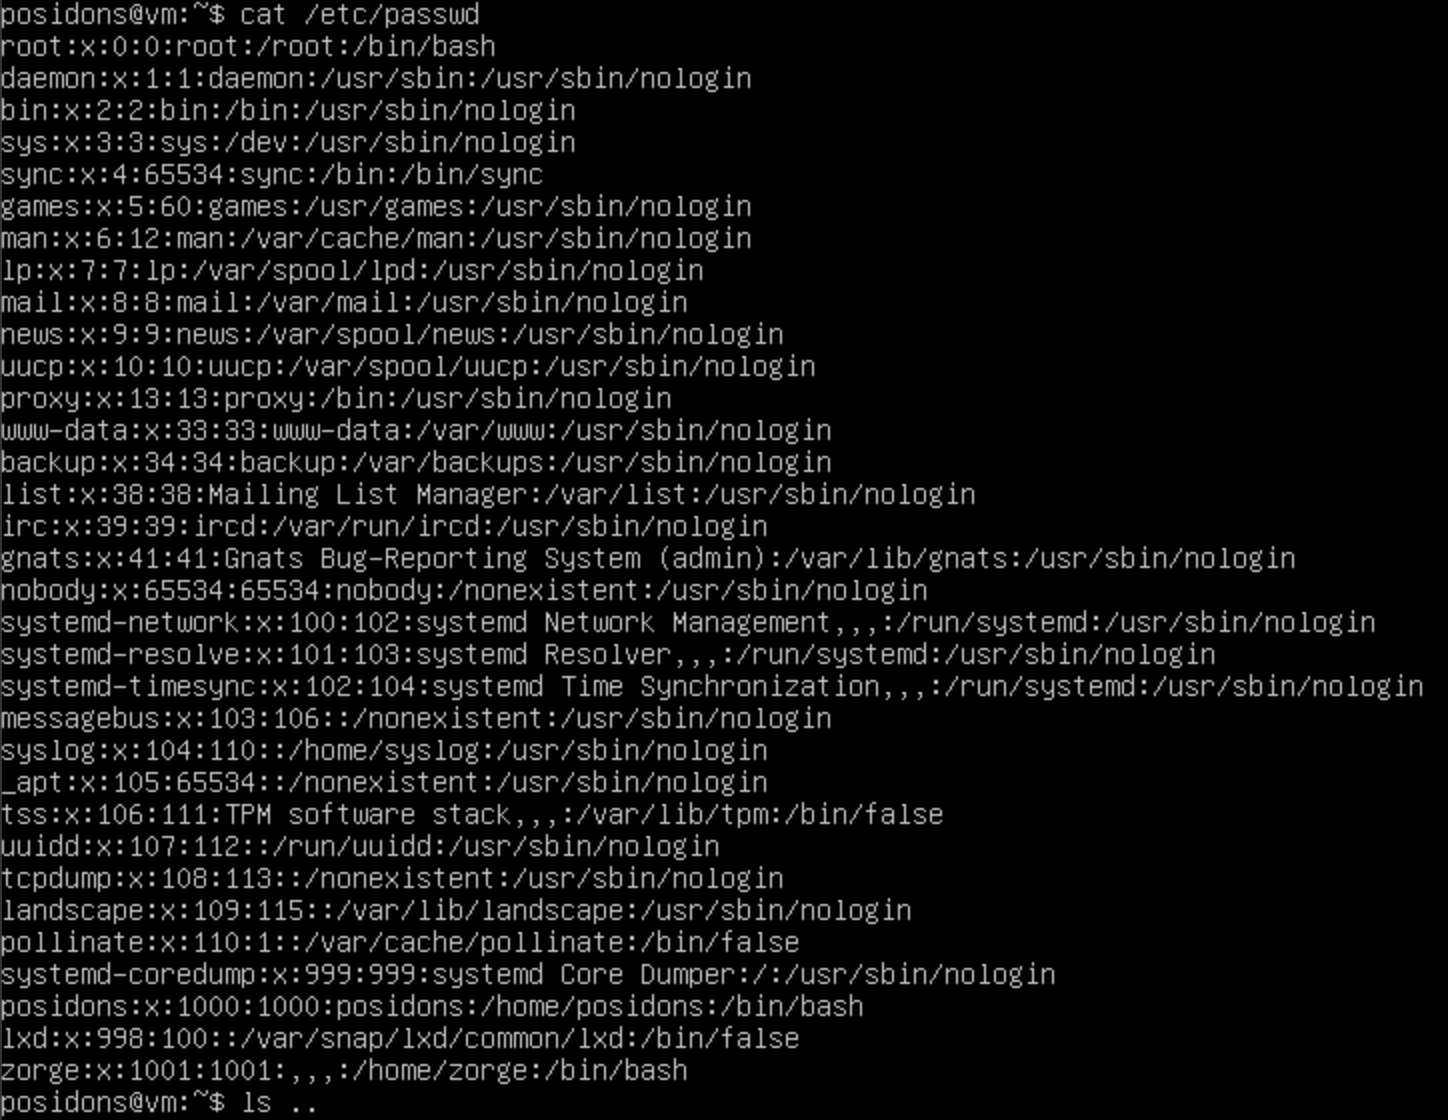 posidons@vm:~$ cat /etc/passwd
root:x:0:0:root:/root:/bin/bash
daemon:x:1:1:daemon:/usr/sbin:/usr/sbin/nologin
bin:x:2:2:bin:/bin:/usr/sbin/nologin
sys:x:3:3:sys:/dev:/usr/sbin/nologin
sync:x:4:65534:sync:/bin:/bin/sync
games:x:5:60:games:/usr/games:/usr/sbin/nologin
man:x:6:12:man:/var/cache/man:/usr/sbin/nologin
lp:x:7:7:lp:/var/spool/lpd:/usr/sbin/nologin
mail:x:8:8:mail:/var/mail:/usr/sbin/nologin
news:x:9:9:news:/var/spool/news:/usr/sbin/nologin
uucp:x:10:10:uucp:/var/spool/uucp:/usr/sbin/nologin
proxy:x:13:13:proxy:/bin:/usr/sbin/nologin
www-data:x:33:33:www-data:/var/www:/usr/sbin/nologin
backup:x:34:34:backup:/var/backups:/usr/sbin/nologin
list:x:38:38:Mailing List Manager:/var/list:/usr/sbin/nologin
irc:x:39:39:ircd:/var/run/ircd:/usr/sbin/nologin
gnats:x:41:41:Gnats Bug-Reporting System (admin):/var/lib/gnats:/usr/sbin/nologin
nobody:x:65534:65534:nobody:/nonexistent:/usr/sbin/nologin
systemd-network:x:100:102:systemd Network Management,,,:/run/systemd:/usr/sbin/nologin
systemd-resolve:x:101:103:systemd Resolver,,,:/run/systemd:/usr/sbin/nologin
systemd-timesync:x:102:104:systemd Time Synchronization,,,:/run/systemd:/usr/sbin/nologin
messagebus:x:103:106::/nonexistent:/usr/sbin/nologin
syslog:x:104:110::/home/syslog:/usr/sbin/nologin
_apt:x:105:65534::/nonexistent:/usr/sbin/nologin
tss:x:106:111:TPM software stack,,,:/var/lib/tpm:/bin/false
uuidd:x:107:112::/run/uuidd:/usr/sbin/nologin
tcpdump:x:108:113::/nonexistent:/usr/sbin/nologin
landscape:x:109:115::/var/lib/landscape:/usr/sbin/nologin
pollinate:x:110:1::/var/cache/pollinate:/bin/false
systemd-coredump:x:999:999:systemd Core Dumper:/:/usr/sbin/nologin
posidons:x:1000:1000:posidons:/home/posidons:/bin/bash
lxd:x:998:100::/var/snap/lxd/common/lxd:/bin/false
zorge:x:1001:1001:,,,:/home/zorge:/bin/bash
posidons@vm:~$ ls ..